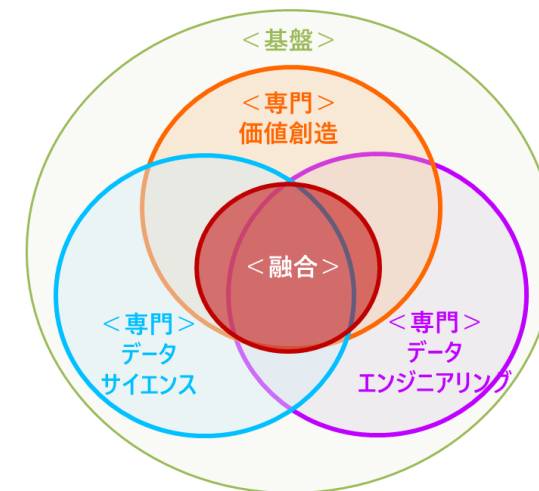 ＜基盤＞
＜専門＞
価値創造
＜融合＞
＜専門＞
データ
サイエンス
＜専門＞
データ
エンジニアリング